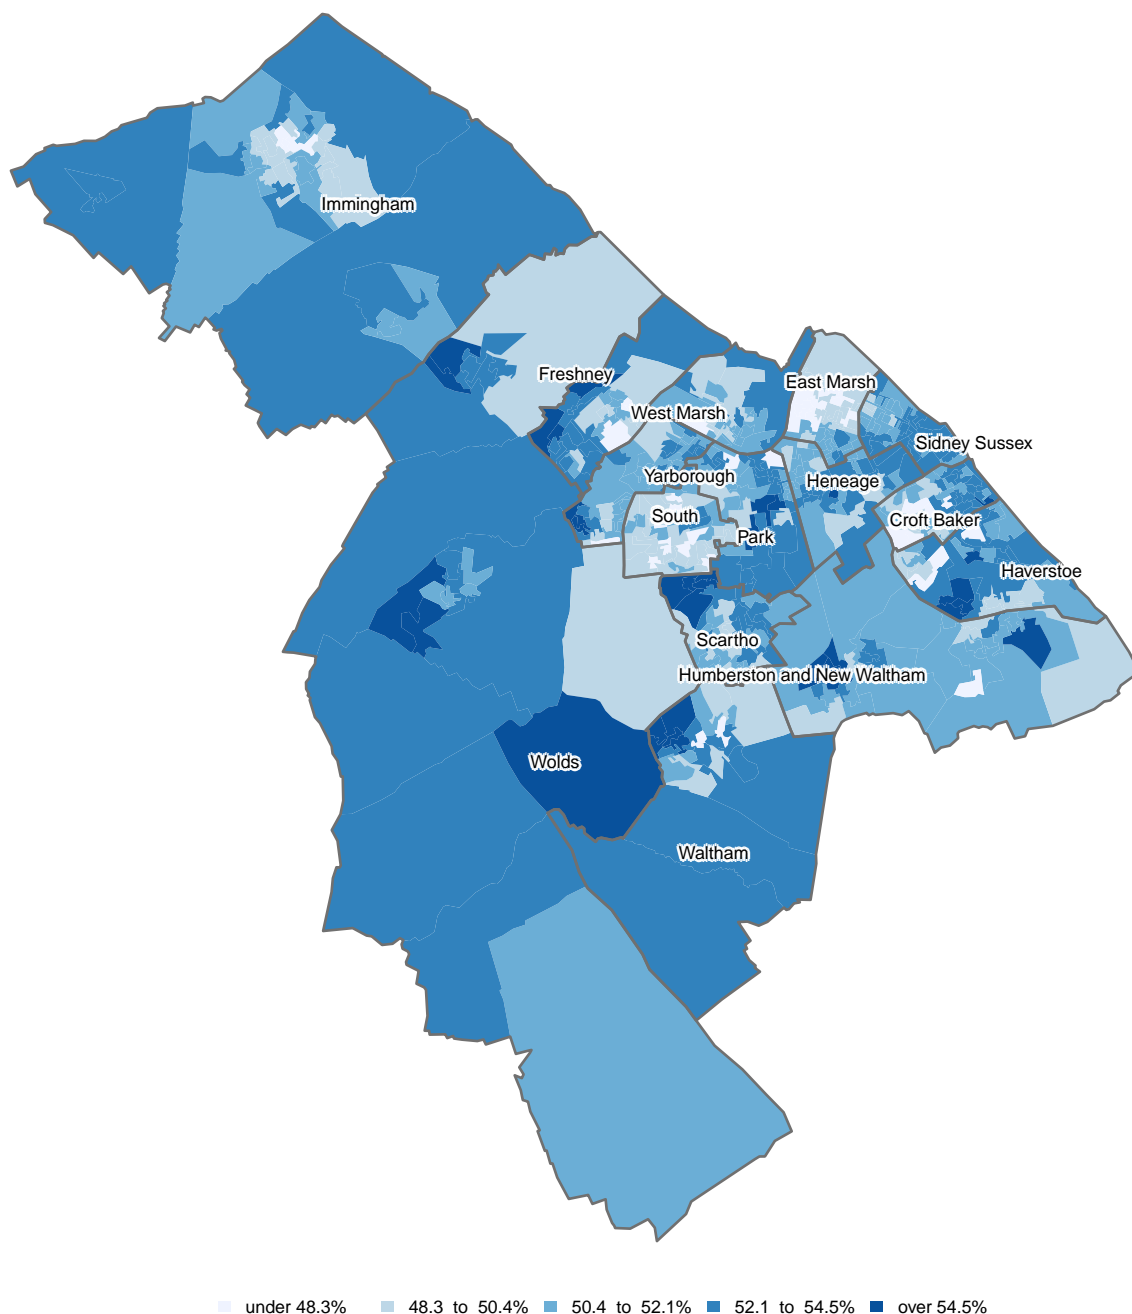 Immingham
Freshney
East Marsh
West Marsh
Sidney Sussex
Yarborough
Heneage
South
Croft Baker
Park
Haverstoe
Scartho
Humberston and New Waltham
Wolds
Waltham
under 48.3% 48.3 to 50.4% 50.4 to 52.1% 52.1 to 54.5% over 54.5%